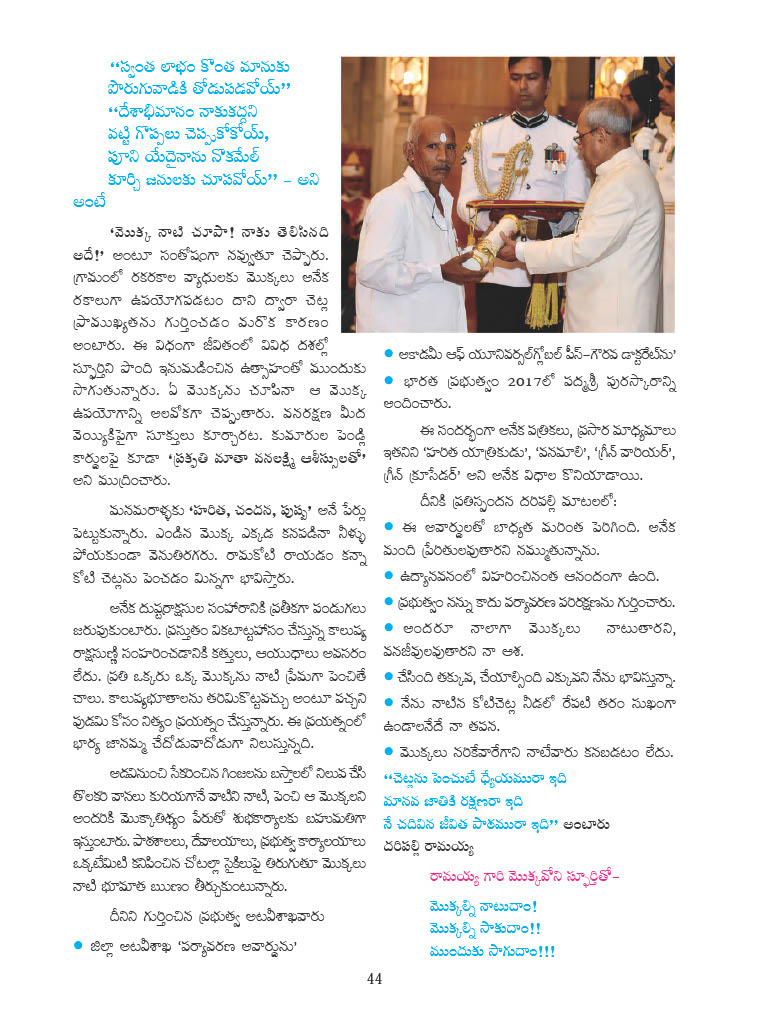 “స్వంత లాభం కొంత మానుకు
పొరుగువాడికి తోడుపడవోయ్”
“దేశాభిమానం నాకుకద్దని
వట్టి గొప్పలు చెప్పుకోకోయ్,
పూని యేదైనాను నొకమేల్
కూర్చి జనులకు చూపవోయ్” – అని
అంటే
‘మొక్క నాటి చూపా! నాకు తెలిసినది
అదే!’ అంటూ సంతోషంగా నవ్వుతూ చెప్పారు.
గ్రామంలో రకరకాల వ్యాధులకు మొక్కలు అనేక
రకాలుగా ఉపయోగపడటం దాని ద్వారా చెట్ల
ప్రాముఖ్యతను గుర్తించడం మరొక కారణం
అంటారు. ఈ విధంగా జీవితంలో వివిధ దశల్లో
స్ఫూర్తిని పొంది ఇనుమడించిన ఉత్సాహంతో ముందుకు
సాగుతున్నారు. ఏ మొక్కను చూపినా ఆ మొక్క
ఉపయోగాన్ని అలవోకగా చెప్పుతారు. వనరక్షణ మీద
వెయ్యికిపైగా సూక్తులు కూర్చారట. కుమారుల పెండ్లి
కార్డులపై కూడా ‘ప్రకృతి మాతా వనలక్ష్మి ఆశీస్సులతో’
అని ముద్రించారు.
మనమరాళ్ళకు ‘హరిత, చందన, పుష్ప’ అనే పేర్లు
పెట్టుకున్నారు. ఎండిన మొక్క ఎక్కడ కనపడినా నీళ్ళు
పోయకుండా వెనుతిరగరు. రామకోటి రాయడం కన్నా
కోటి చెట్లను పెంచడం మిన్నగా భావిస్తారు.
అనేక దుష్టరాక్షసుల సంహారానికి ప్రతీకగా పండుగలు
జరుపుకుంటారు. ప్రస్తుతం వికటాట్టహాసం చేస్తున్న కాలుష్య
రాక్షసుణ్ణి సంహరించడానికి కత్తులు, ఆయుధాలు అవసరం
లేదు. ప్రతి ఒక్కరు ఒక్క మొక్కను నాటి ప్రేమగా పెంచితే
చాలు. కాలుష్యభూతాలను తరిమికొట్టవచ్చు అంటూ పచ్చని
పుడమి కోసం నిత్యం ప్రయత్నం చేస్తున్నారు. ఈ ప్రయత్నంలో
భార్య జానమ్మ చేదోడువాదోడుగా నిలుస్తున్నది.
అడవినుంచి సేకరించిన గింజలను బస్తాలలో నిలువ చేసి
తొలకరి వానలు కురియగానే వాటిని నాటి, పెంచి ఆ మొక్కలని
అందరికి మొక్కాతిథ్యం పేరుతో శుభకార్యాలకు బహుమతిగా
ఇస్తుంటారు. పాఠశాలలు, దేవాలయాలు, ప్రభుత్వ కార్యాలయాలు
ఒక్కటేమిటి కనిపించిన చోటల్లా సైకిలుపై తిరుగుతూ మొక్కలు
నాటి భూమాత ఋణం తీర్చుకుంటున్నారు.
దీనిని గుర్తించిన ప్రభుత్వ అటవీశాఖవారు
● జిల్లా అటవీశాఖ ‘పర్యావరణ అవార్డును’
● ఆకాడమీ ఆఫ్ యూనివర్సల్‌గ్లోబల్ పీస్–గౌరవ డాక్టరేట్‌ను’
● భారత ప్రభుత్వం 2017లో పద్మశ్రీ పురస్కారాన్ని
అందించారు.
ఈ సందర్భంగా అనేక పత్రికలు, ప్రసార మాధ్యమాలు
ఇతనిని ‘హరిత యాత్రికుడు’, ‘వనమాలి’, ‘గ్రీన్ వారియర్’,
‘గ్రీన్ క్రూసేడర్’ అని అనేక విధాల కొనియాడాయి.
దీనికి ప్రతిస్పందన దరిపల్లి మాటలలో:
● ఈ అవార్డులతో బాధ్యత మరింత పెరిగింది. అనేక
మంది ప్రేరితులవుతారని నమ్ముతున్నాను.
● ఉద్యానవనంలో విహరించినంత ఆనందంగా ఉంది.
● ప్రభుత్వం నన్ను కాదు పర్యావరణ పరిరక్షణను గుర్తించారు.
● అందరూ నాలాగా మొక్కలు నాటుతారని,
వనజీవులవుతారని నా ఆశ.
● చేసింది తక్కువ, చేయాల్సింది ఎక్కువని నేను భావిస్తున్నా.
● నేను నాటిన కోటిచెట్ల నీడలో రేపటి తరం సుఖంగా
ఉండాలనేదే నా తపన.
● మొక్కలు నరికేవారేగాని నాటేవారు కనబడటం లేదు.
“చెట్లను పెంచుటే ధ్యేయమురా ఇది
మానవ జాతికి రక్షణరా ఇది
నే చదివిన జీవిత పాఠమురా ఇది” అంటారు
దరిపల్లి రామయ్య
రామయ్య గారి మొక్కవోని స్ఫూర్తితో–
మొక్కల్ని నాటుదాం!
మొక్కల్ని సాకుదాం!!
ముందుకు సాగుదాం!!!
44